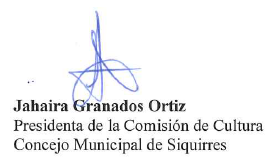 Jahaira Granados Ortiz
Presidenta de la Comisión de Cultura
Concejo Municipal de Siquirres